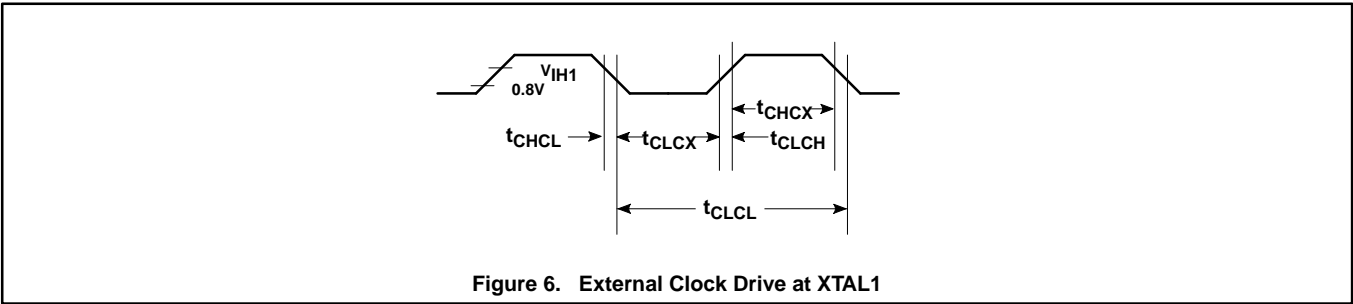 VIH1
0.8V
tCHCX
tCHCL
tCLCX
tCLCH
tCLCL
Figure 6. External Clock Drive at XTAL1